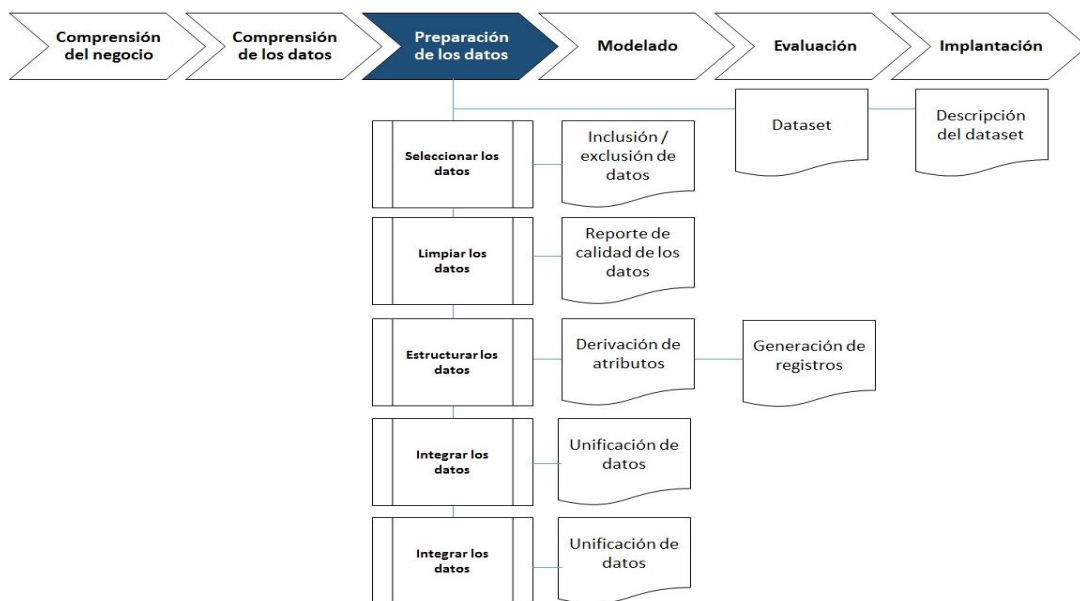 Comprensión
del negocio
Comprensión
de los datos
Preparación
de los datos
Modelado
Evaluación
Implantación
Dataset
Descripción
del dataset
Seleccionar los
datos
Inclusión /
exclusión de
datos
Limpiar los
datos
Reporte de
calidad de los
datos
Estructurar los
datos
Derivación de
atributos
Generación de
registros
Integrar los
datos
Unificación de
datos
Integrar los
datos
Unificación de
datos